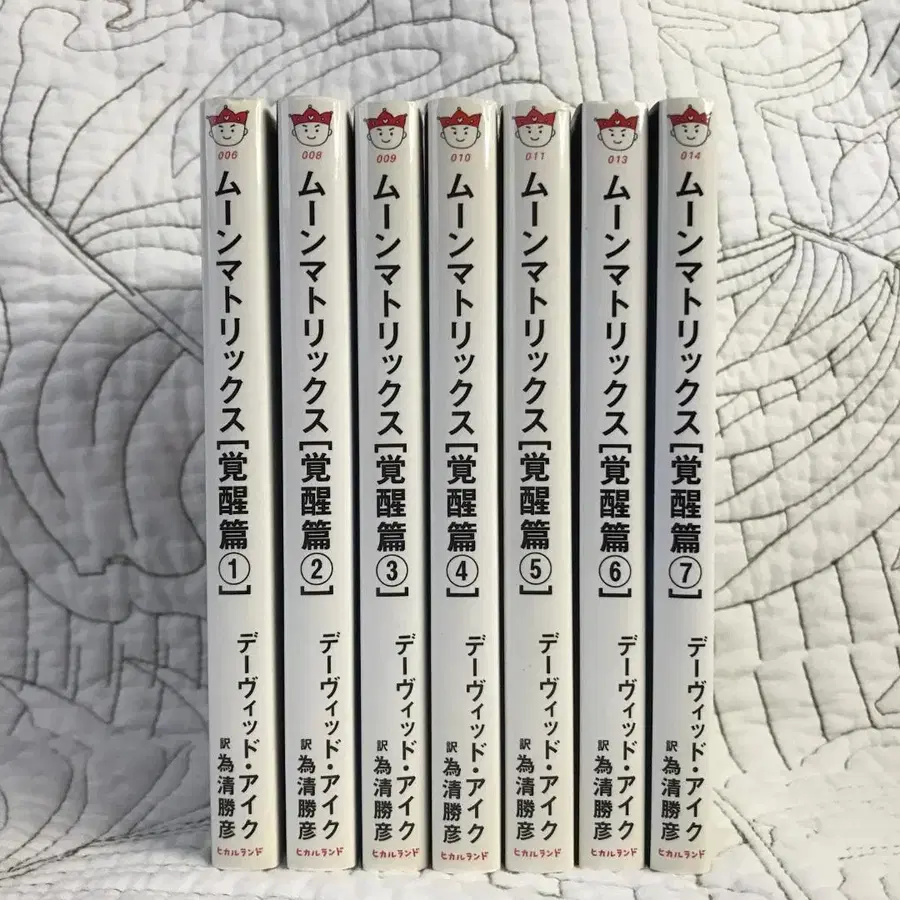 006
ムーンマトリックス[覚醒篇①]
デーヴィッド・アイク
訳 為清勝彦
ヒカルランド
008
ムーンマトリックス[覚醒篇②]
デーヴィッド・アイク
訳 為清勝彦
ヒカルランド
009
ムーンマトリックス[覚醒篇③]
デーヴィッド・アイク
訳 為清勝彦
ヒカルランド
010
ムーンマトリックス[覚醒篇④]
デーヴィッド・アイク
訳 為清勝彦
ヒカルランド
011
ムーンマトリックス[覚醒篇⑤]
デーヴィッド・アイク
訳 為清勝彦
ヒカルランド
013
ムーンマトリックス[覚醒篇⑥]
デーヴィッド・アイク
訳 為清勝彦
ヒカルランド
014
ムーンマトリックス[覚醒篇⑦]
デーヴィッド・アイク
訳 為清勝彦
ヒカルランド